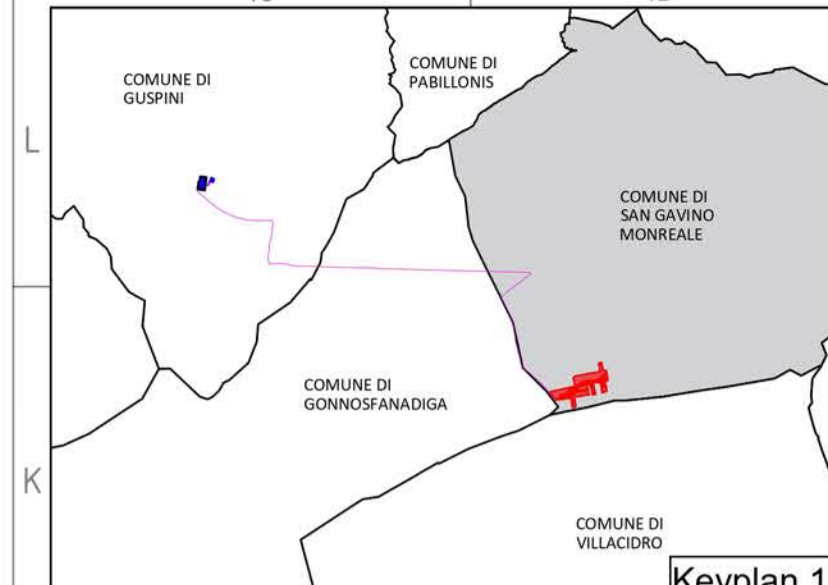 COMUNE DI
GUSPINI
COMUNE DI
PABILLONIS
L
COMUNE DI
SAN GAVINO
MONREALE
COMUNE DI
GONNOSFANADIGA
K
COMUNE DI
VILLACIDRO
Keyplan 1